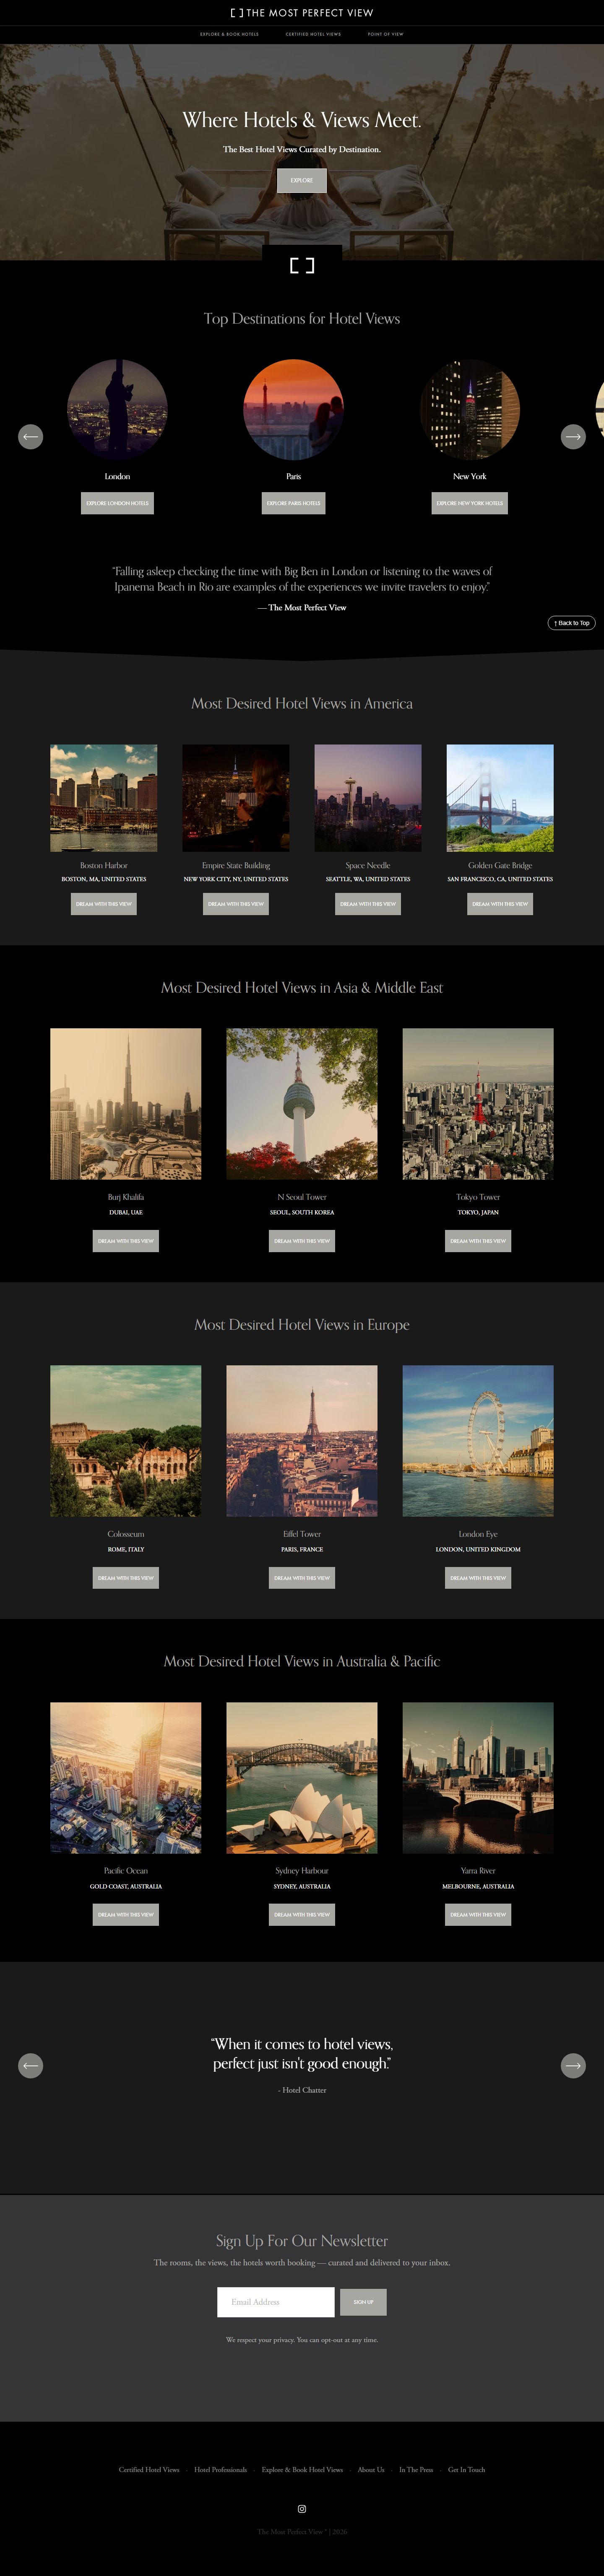 [ ] THE MOST PERFECT VIEW
EXPLORE & BOOK HOTELS CERTIFIED HOTEL VIEWS POINT OF VIEW
Where Hotels & Views Meet.
The Best Hotel Views Curated by Destination.
EXPLORE
Top Destinations for Hotel Views
London Paris New York
EXPLORE LONDON HOTELS EXPLORE PARIS HOTELS EXPLORE NEW YORK HOTELS
"Falling asleep checking the time with Big Ben in London or listening to the waves of
Ipanema Beach in Rio are examples of the experiences we invite travelers to enjoy."
— The Most Perfect View
↑ Back to Top
Most Desired Hotel Views in America
Boston Harbor Empire State Building Space Needle Golden Gate Bridge
BOSTON, MA, UNITED STATES NEW YORK CITY, NY, UNITED STATES SEATTLE, WA, UNITED STATES SAN FRANCISCO, CA, UNITED STATES
DREAM WITH THIS VIEW DREAM WITH THIS VIEW DREAM WITH THIS VIEW DREAM WITH THIS VIEW
Most Desired Hotel Views in Asia & Middle East
Burj Khalifa N Seoul Tower Tokyo Tower
DUBAI, UAE SEOUL, SOUTH KOREA TOKYO, JAPAN
DREAM WITH THIS VIEW DREAM WITH THIS VIEW DREAM WITH THIS VIEW
Most Desired Hotel Views in Europe
Colosseum Eiffel Tower London Eye
ROME, ITALY PARIS, FRANCE LONDON, UNITED KINGDOM
DREAM WITH THIS VIEW DREAM WITH THIS VIEW DREAM WITH THIS VIEW
Most Desired Hotel Views in Australia & Pacific
Pacific Ocean Sydney Harbour Yarra River
GOLD COAST, AUSTRALIA SYDNEY, AUSTRALIA MELBOURNE, AUSTRALIA
DREAM WITH THIS VIEW DREAM WITH THIS VIEW DREAM WITH THIS VIEW
"When it comes to hotel views,
perfect just isn't good enough."
- Hotel Chatter
Sign Up For Our Newsletter
The rooms, the views, the hotels worth booking — curated and delivered to your inbox.
Email Address SIGN UP
We respect your privacy. You can opt-out at any time.
Certified Hotel Views · Hotel Professionals · Explore & Book Hotel Views · About Us · In The Press · Get In Touch
The Most Perfect View ® | 2026